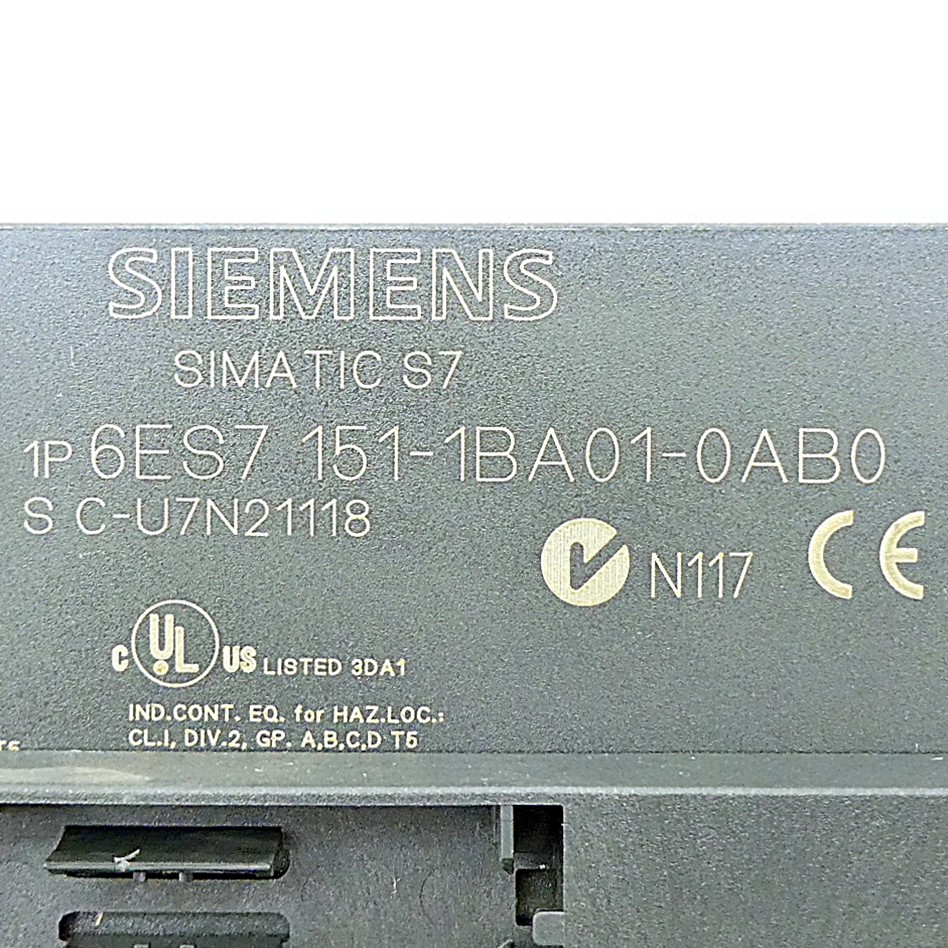 SIEMENS
SIMATIC S7
1P 6ES7 151-1BA01-0AB0
S C-U7N21118
N117 CE
C UL US LISTED 3DA1
IND.CONT. EQ. for HAZ.LOC.:
CL.I, DIV.2, GP. A,B,C,D T5